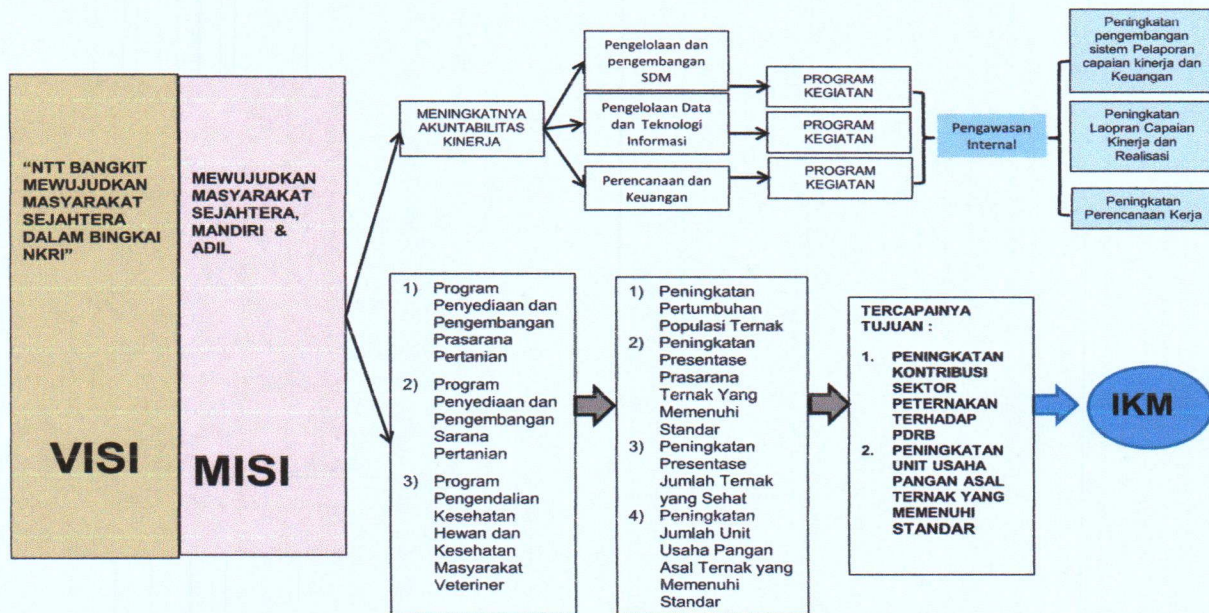 "NTT BANGKIT
MEWUJUDKAN
MASYARAKAT
SEJAHTERA
DALAM BINGKAI
NKRI"
VISI
MEWUJUDKAN
MASYARAKAT
SEJAHTERA,
MANDIRI &
ADIL
MISI
MENINGKATNYA
AKUNTABILITAS
KINERJA
Pengelolaan dan
pengembangan
SDM
Pengelolaan Data
dan Teknologi
Informasi
Perencanaan dan
Keuangan
PROGRAM
KEGIATAN
PROGRAM
KEGIATAN
PROGRAM
KEGIATAN
Pengawasan
Internal
Peningkatan
pengembangan
sistem Pelaporan
capaian kinerja dan
Keuangan
Peningkatan
Laopran Capaian
Kinerja dan
Realisasi
Peningkatan
Perencanaan Kerja
1) Program
Penyediaan dan
Pengembangan
Prasarana
Pertanian
2) Program
Penyediaan dan
Pengembangan
Sarana
Pertanian
3) Program
Pengendalian
Kesehatan
Hewan dan
Kesehatan
Masyarakat
Veteriner
1) Peningkatan
Pertumbuhan
Populasi Ternak
2) Peningkatan
Presentase
Prasarana
Ternak Yang
Memenuhi
Standar
3) Peningkatan
Presentase
Jumlah Ternak
yang Sehat
4) Peningkatan
Jumlah Unit
Usaha Pangan
Asal Ternak yang
Memenuhi
Standar
TERCAPAINYA
TUJUAN :
1. PENINGKATAN
KONTRIBUSI
SEKTOR
PETERNAKAN
TERHADAP
PDRB
2. PENINGKATAN
UNIT USAHA
PANGAN ASAL
TERNAK YANG
MEMENUHI
STANDAR
IKM